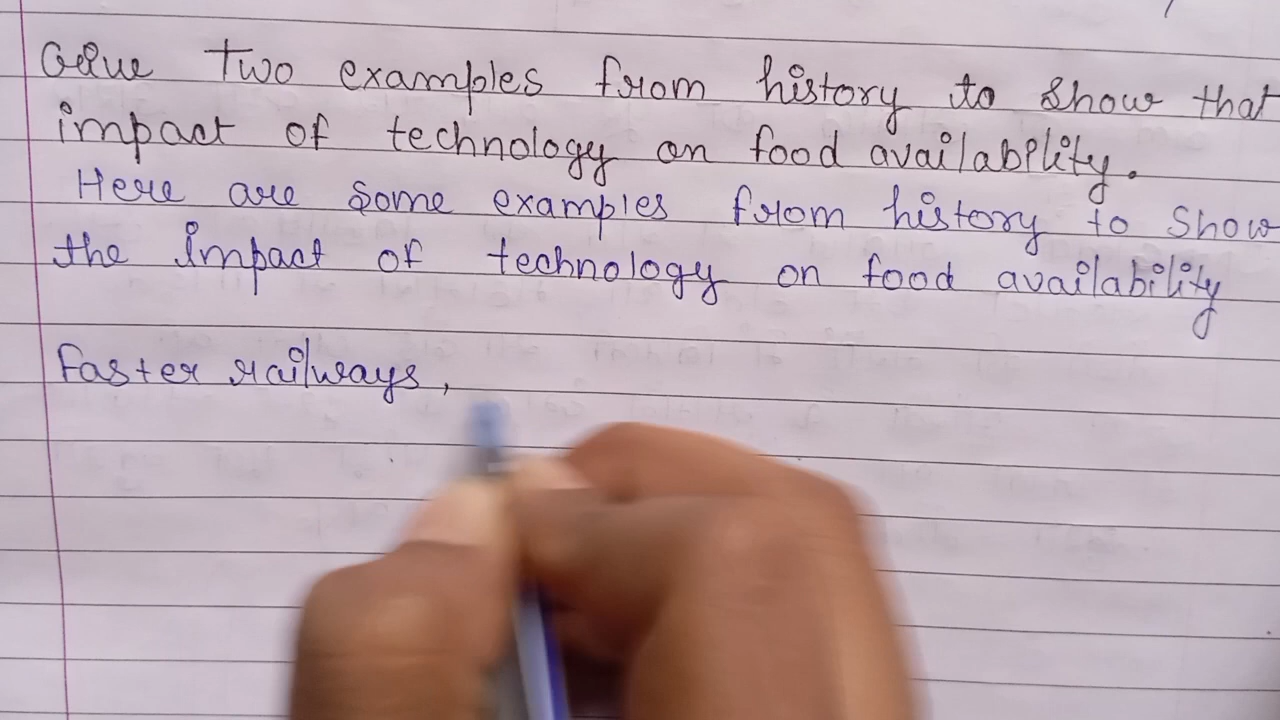 Give Two examples from history to show that
impact of technology on food availability.
Here are some examples from history to show
the impact of technology on food availability
Faster railways,